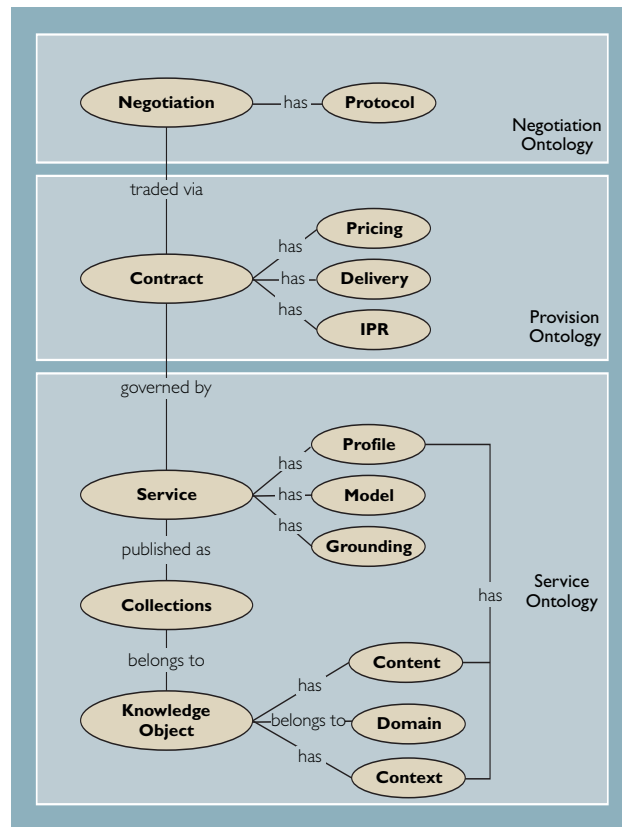 Negotiation
has
Protocol
Negotiation
Ontology
traded via
Pricing
has
Contract
has
Delivery
has
IPR
Provision
Ontology
governed by
Profile
has
Service
has
Model
has
Grounding
published as
Collections
has
Service
Ontology
belongs to
Content
has
Knowledge
Object
belongs to
Domain
has
Context